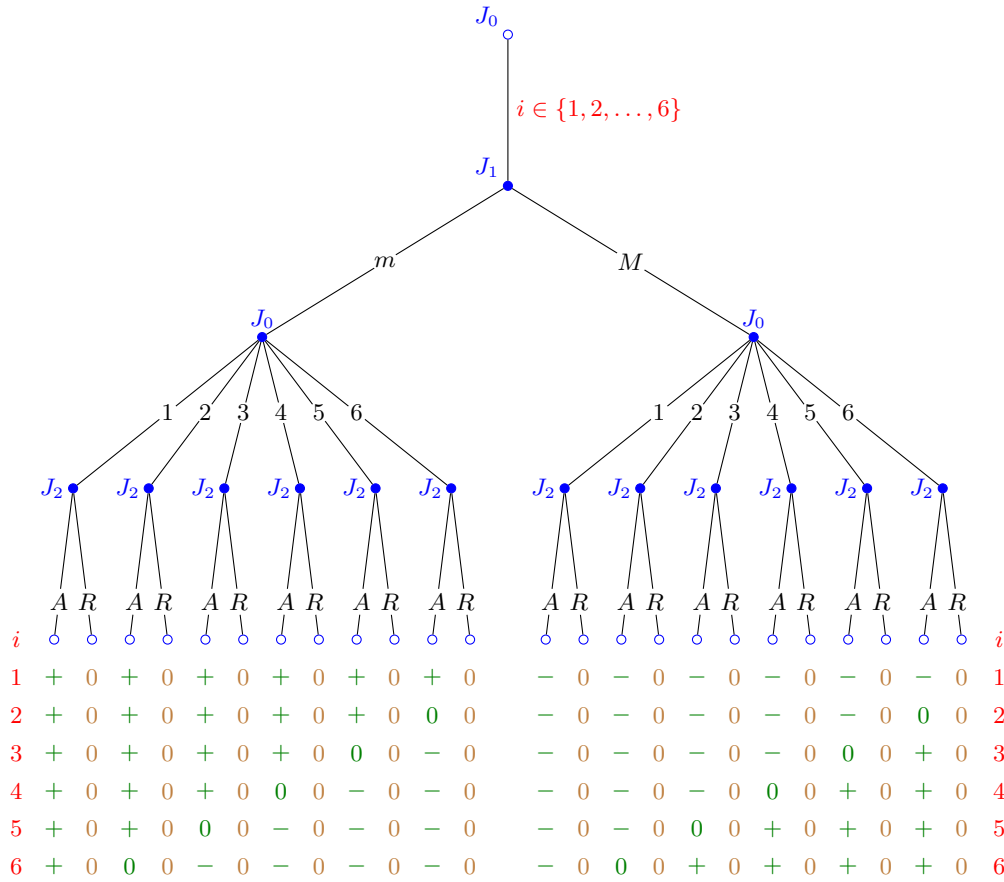 J₀
i ∈ {1, 2, . . . , 6}
J₁
m M
J₀ J₀
1 2 3 4 5 6 1 2 3 4 5 6
J₂ J₂ J₂ J₂ J₂ J₂ J₂ J₂ J₂ J₂ J₂ J₂
A R A R A R A R A R A R A R A R A R A R A R A R
i i
1 + 0 + 0 + 0 + 0 + 0 + 0 − 0 − 0 − 0 − 0 − 0 − 0 1
2 + 0 + 0 + 0 + 0 + 0 0 0 − 0 − 0 − 0 − 0 − 0 0 0 2
3 + 0 + 0 + 0 + 0 0 0 − 0 − 0 − 0 − 0 − 0 0 0 + 0 3
4 + 0 + 0 + 0 0 0 − 0 − 0 − 0 − 0 − 0 0 0 + 0 + 0 4
5 + 0 + 0 0 0 − 0 − 0 − 0 − 0 − 0 0 0 + 0 + 0 + 0 5
6 + 0 0 0 − 0 − 0 − 0 − 0 − 0 0 0 + 0 + 0 + 0 + 0 6